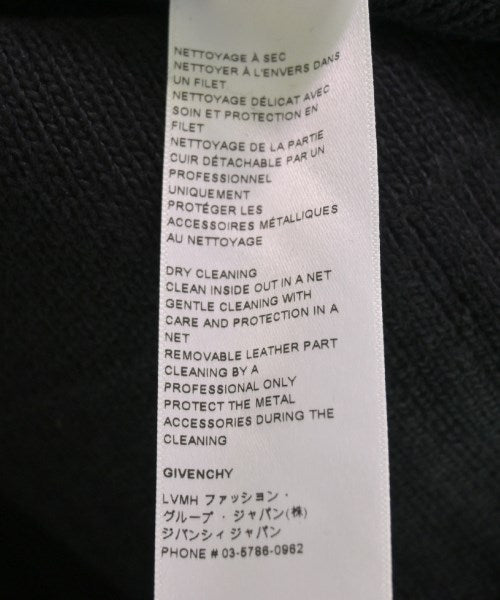 NETTOYAGE À SEC
NETTOYER À L'ENVERS DANS
UN FILET
NETTOYAGE DÉLICAT AVEC
SOIN ET PROTECTION EN
FILET
NETTOYAGE DE LA PARTIE
CUIR DÉTACHABLE PAR UN
PROFESSIONNEL
UNIQUEMENT
PROTÉGER LES
ACCESSOIRES MÉTALLIQUES
AU NETTOYAGE
DRY CLEANING
CLEAN INSIDE OUT IN A NET
GENTLE CLEANING WITH
CARE AND PROTECTION IN A
NET
REMOVABLE LEATHER PART
CLEANING BY A
PROFESSIONAL ONLY
PROTECT THE METAL
ACCESSORIES DURING THE
CLEANING
GIVENCHY
LVMH ファッション・
グループ・ジャパン(株)
ジバンシィ ジャパン
PHONE # 03-5786-0962